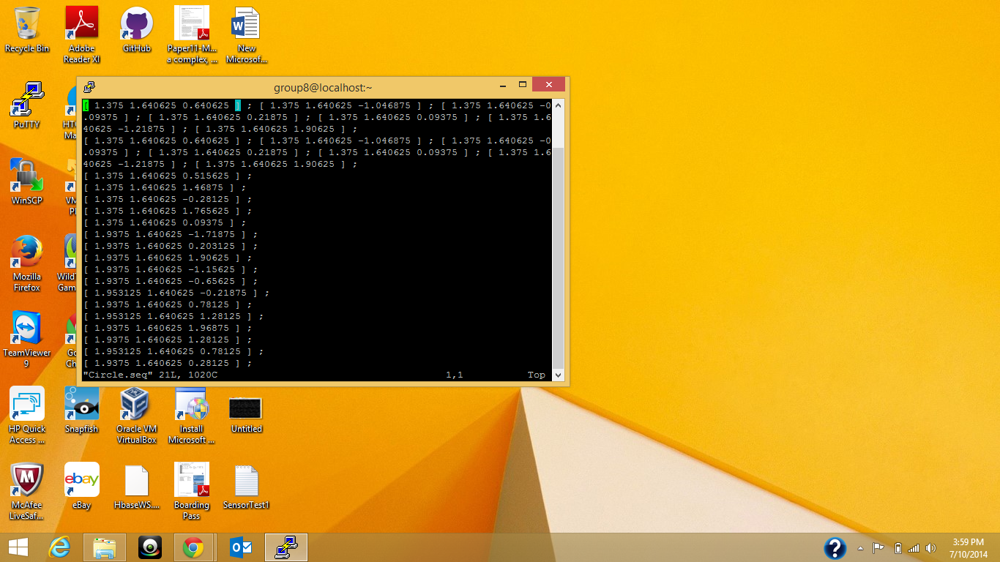 Recycle Bin
Adobe
Reader XI
GitHub
Paper11-M...
a complex, ...
New
Microsof...
PuTTY
HT
Ma
WinSCP
VM
Pl
Mozilla
Firefox
Wild
Gam
TeamViewer
9
Go
Ch
group8@localhost:~
[ 1.375 1.640625 0.640625 ] ; [ 1.375 1.640625 -1.046875 ] ; [ 1.375 1.640625 -0
.09375 ] ; [ 1.375 1.640625 0.21875 ] ; [ 1.375 1.640625 0.09375 ] ; [ 1.375 1.6
40625 -1.21875 ] ; [ 1.375 1.640625 1.90625 ] ;
[ 1.375 1.640625 0.640625 ] ; [ 1.375 1.640625 -1.046875 ] ; [ 1.375 1.640625 -0
.09375 ] ; [ 1.375 1.640625 0.21875 ] ; [ 1.375 1.640625 0.09375 ] ; [ 1.375 1.6
40625 -1.21875 ] ; [ 1.375 1.640625 1.90625 ] ;
[ 1.375 1.640625 0.515625 ] ;
[ 1.375 1.640625 1.46875 ] ;
[ 1.375 1.640625 -0.28125 ] ;
[ 1.375 1.640625 1.765625 ] ;
[ 1.375 1.640625 0.09375 ] ;
[ 1.9375 1.640625 -1.71875 ] ;
[ 1.9375 1.640625 0.203125 ] ;
[ 1.9375 1.640625 1.90625 ] ;
[ 1.9375 1.640625 -1.15625 ] ;
[ 1.9375 1.640625 -0.65625 ] ;
[ 1.953125 1.640625 -0.21875 ] ;
[ 1.9375 1.640625 0.78125 ] ;
[ 1.953125 1.640625 1.28125 ] ;
[ 1.9375 1.640625 1.96875 ] ;
[ 1.9375 1.640625 1.28125 ] ;
[ 1.953125 1.640625 0.78125 ] ;
[ 1.9375 1.640625 0.28125 ] ;
"Circle.seq" 21L, 1020C 1,1 Top
HP Quick
Access ...
Snapfish
Oracle VM
VirtualBox
Install
Microsoft ...
Untitled
McAfee
LiveSaf...
ebay
eBay
HbaseWS....
Boarding
Pass
SensorTest1
3:59 PM
7/10/2014